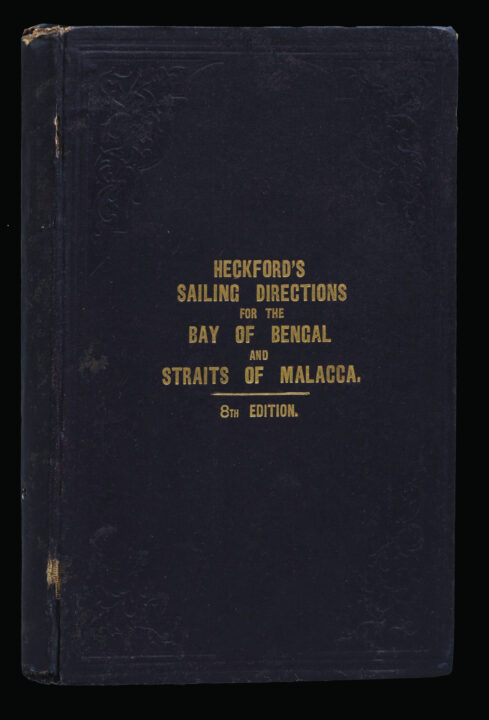 HECKFORD'S
SAILING DIRECTIONS
FOR THE
BAY OF BENGAL
AND
STRAITS OF MALACCA.
8TH EDITION.